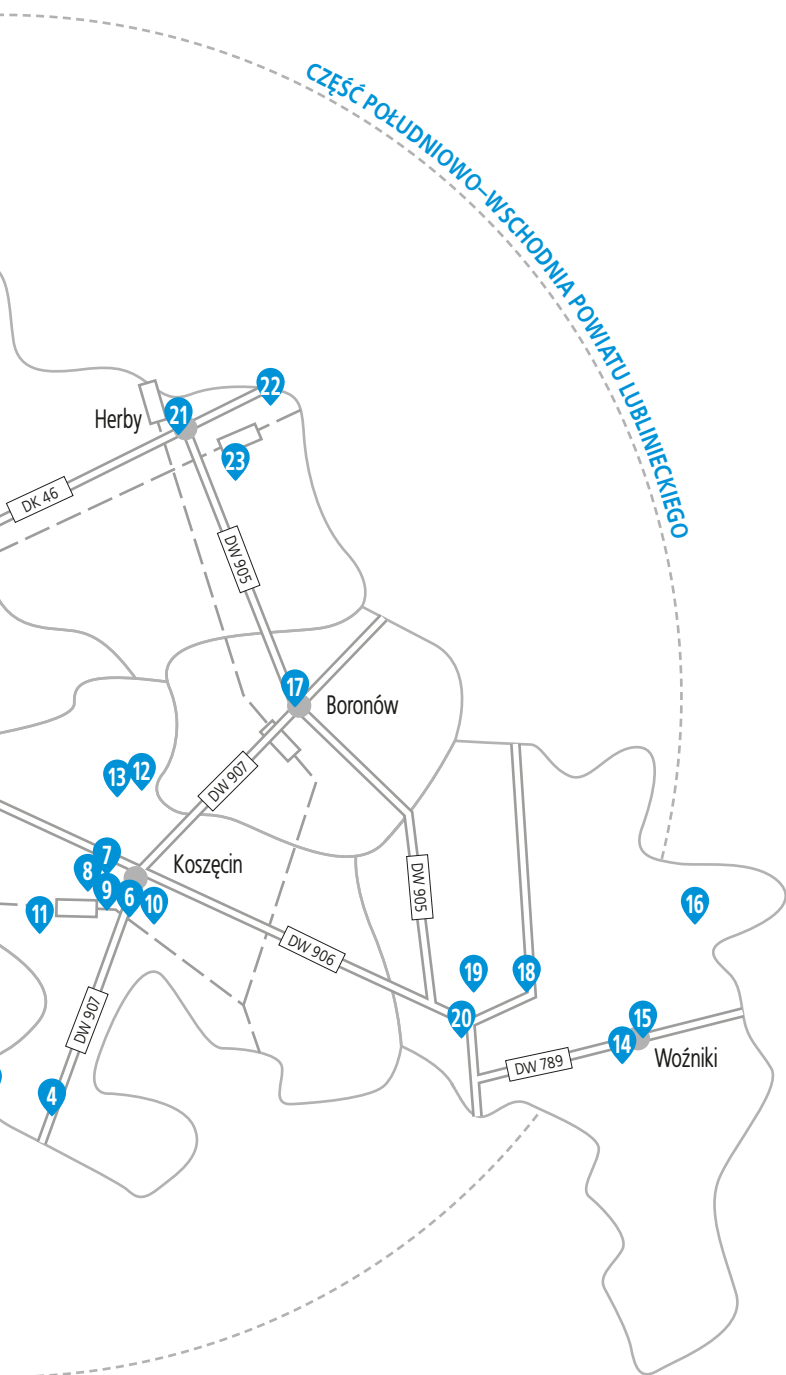 CZĘŚĆ POŁUDNIOWO–WSCHODNIA POWIATU LUBLINIECKIEGO
22
Herby
21
23
DK 46
DW 905
17
Boronów
12
13
DW 907
7
Koszęcin
8
9
6
10
11
DW 905
16
DW 906
19
18
20
15
14
Woźniki
DW 907
DW 789
4